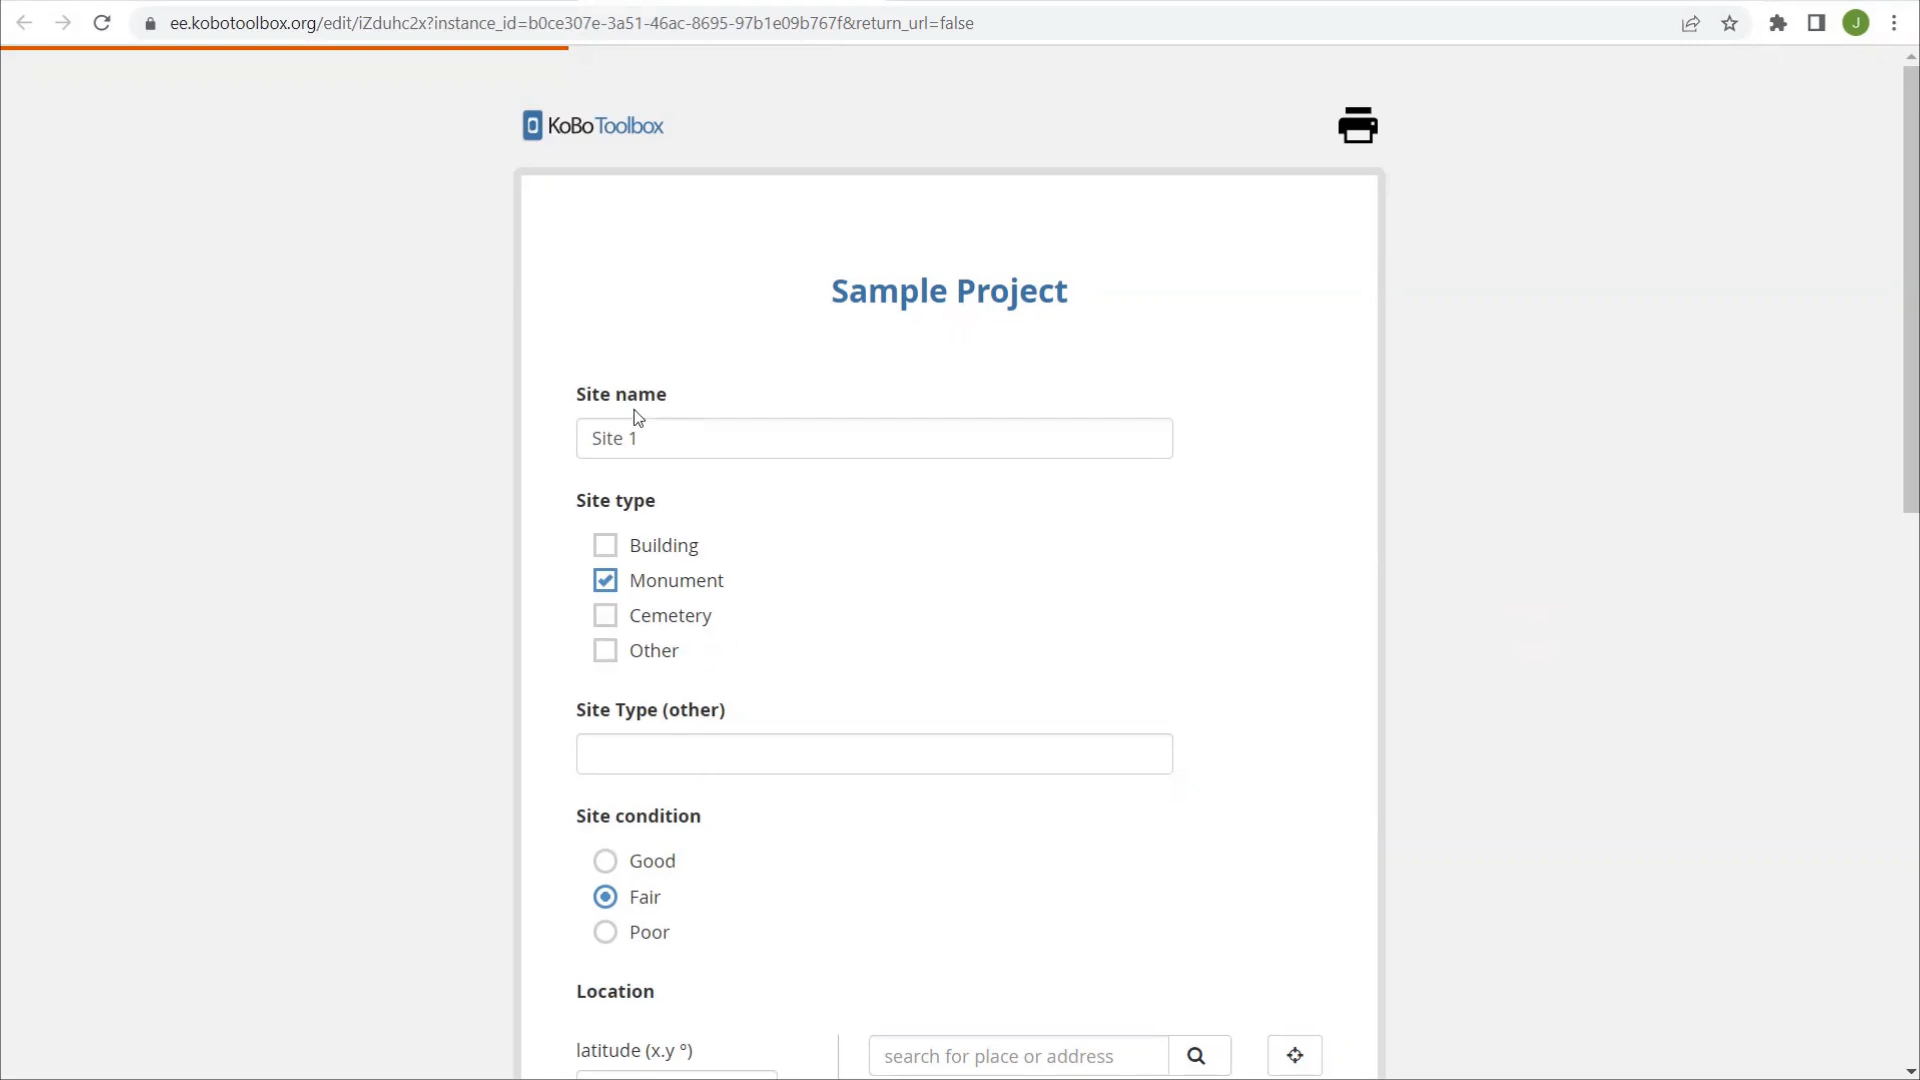 ee.kobotoolbox.org/edit/iZduhc2x?instance_id=b0ce307e-3a51-46ac-8695-97b1e09b767f&return_url=false
J
KoBoToolbox
Sample Project
Site name
Site 1
Site type
Building
Monument
Cemetery
Other
Site Type (other)
Site condition
Good
Fair
Poor
Location
latitude (x.y °)
search for place or address